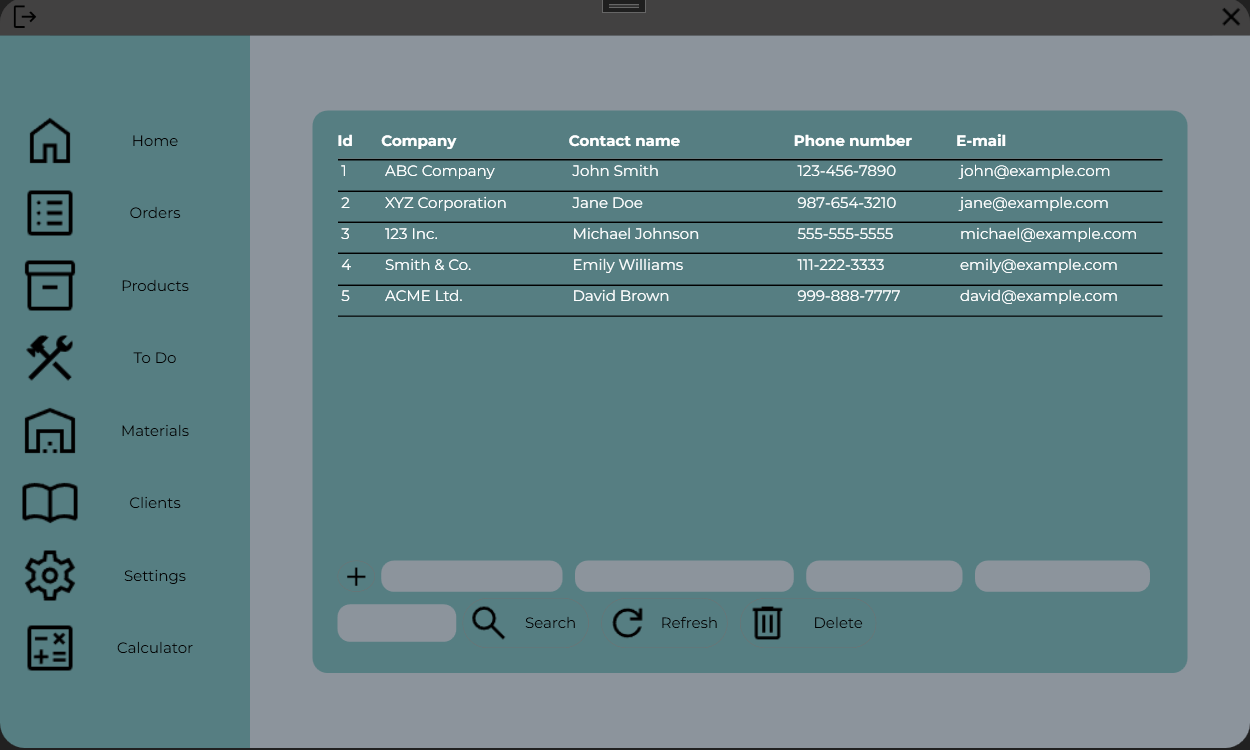 Home
Orders
Products
To Do
Materials
Clients
Settings
Calculator
Id Company Contact name Phone number E-mail
1 ABC Company John Smith 123-456-7890 john@example.com
2 XYZ Corporation Jane Doe 987-654-3210 jane@example.com
3 123 Inc. Michael Johnson 555-555-5555 michael@example.com
4 Smith & Co. Emily Williams 111-222-3333 emily@example.com
5 ACME Ltd. David Brown 999-888-7777 david@example.com
Search Refresh Delete